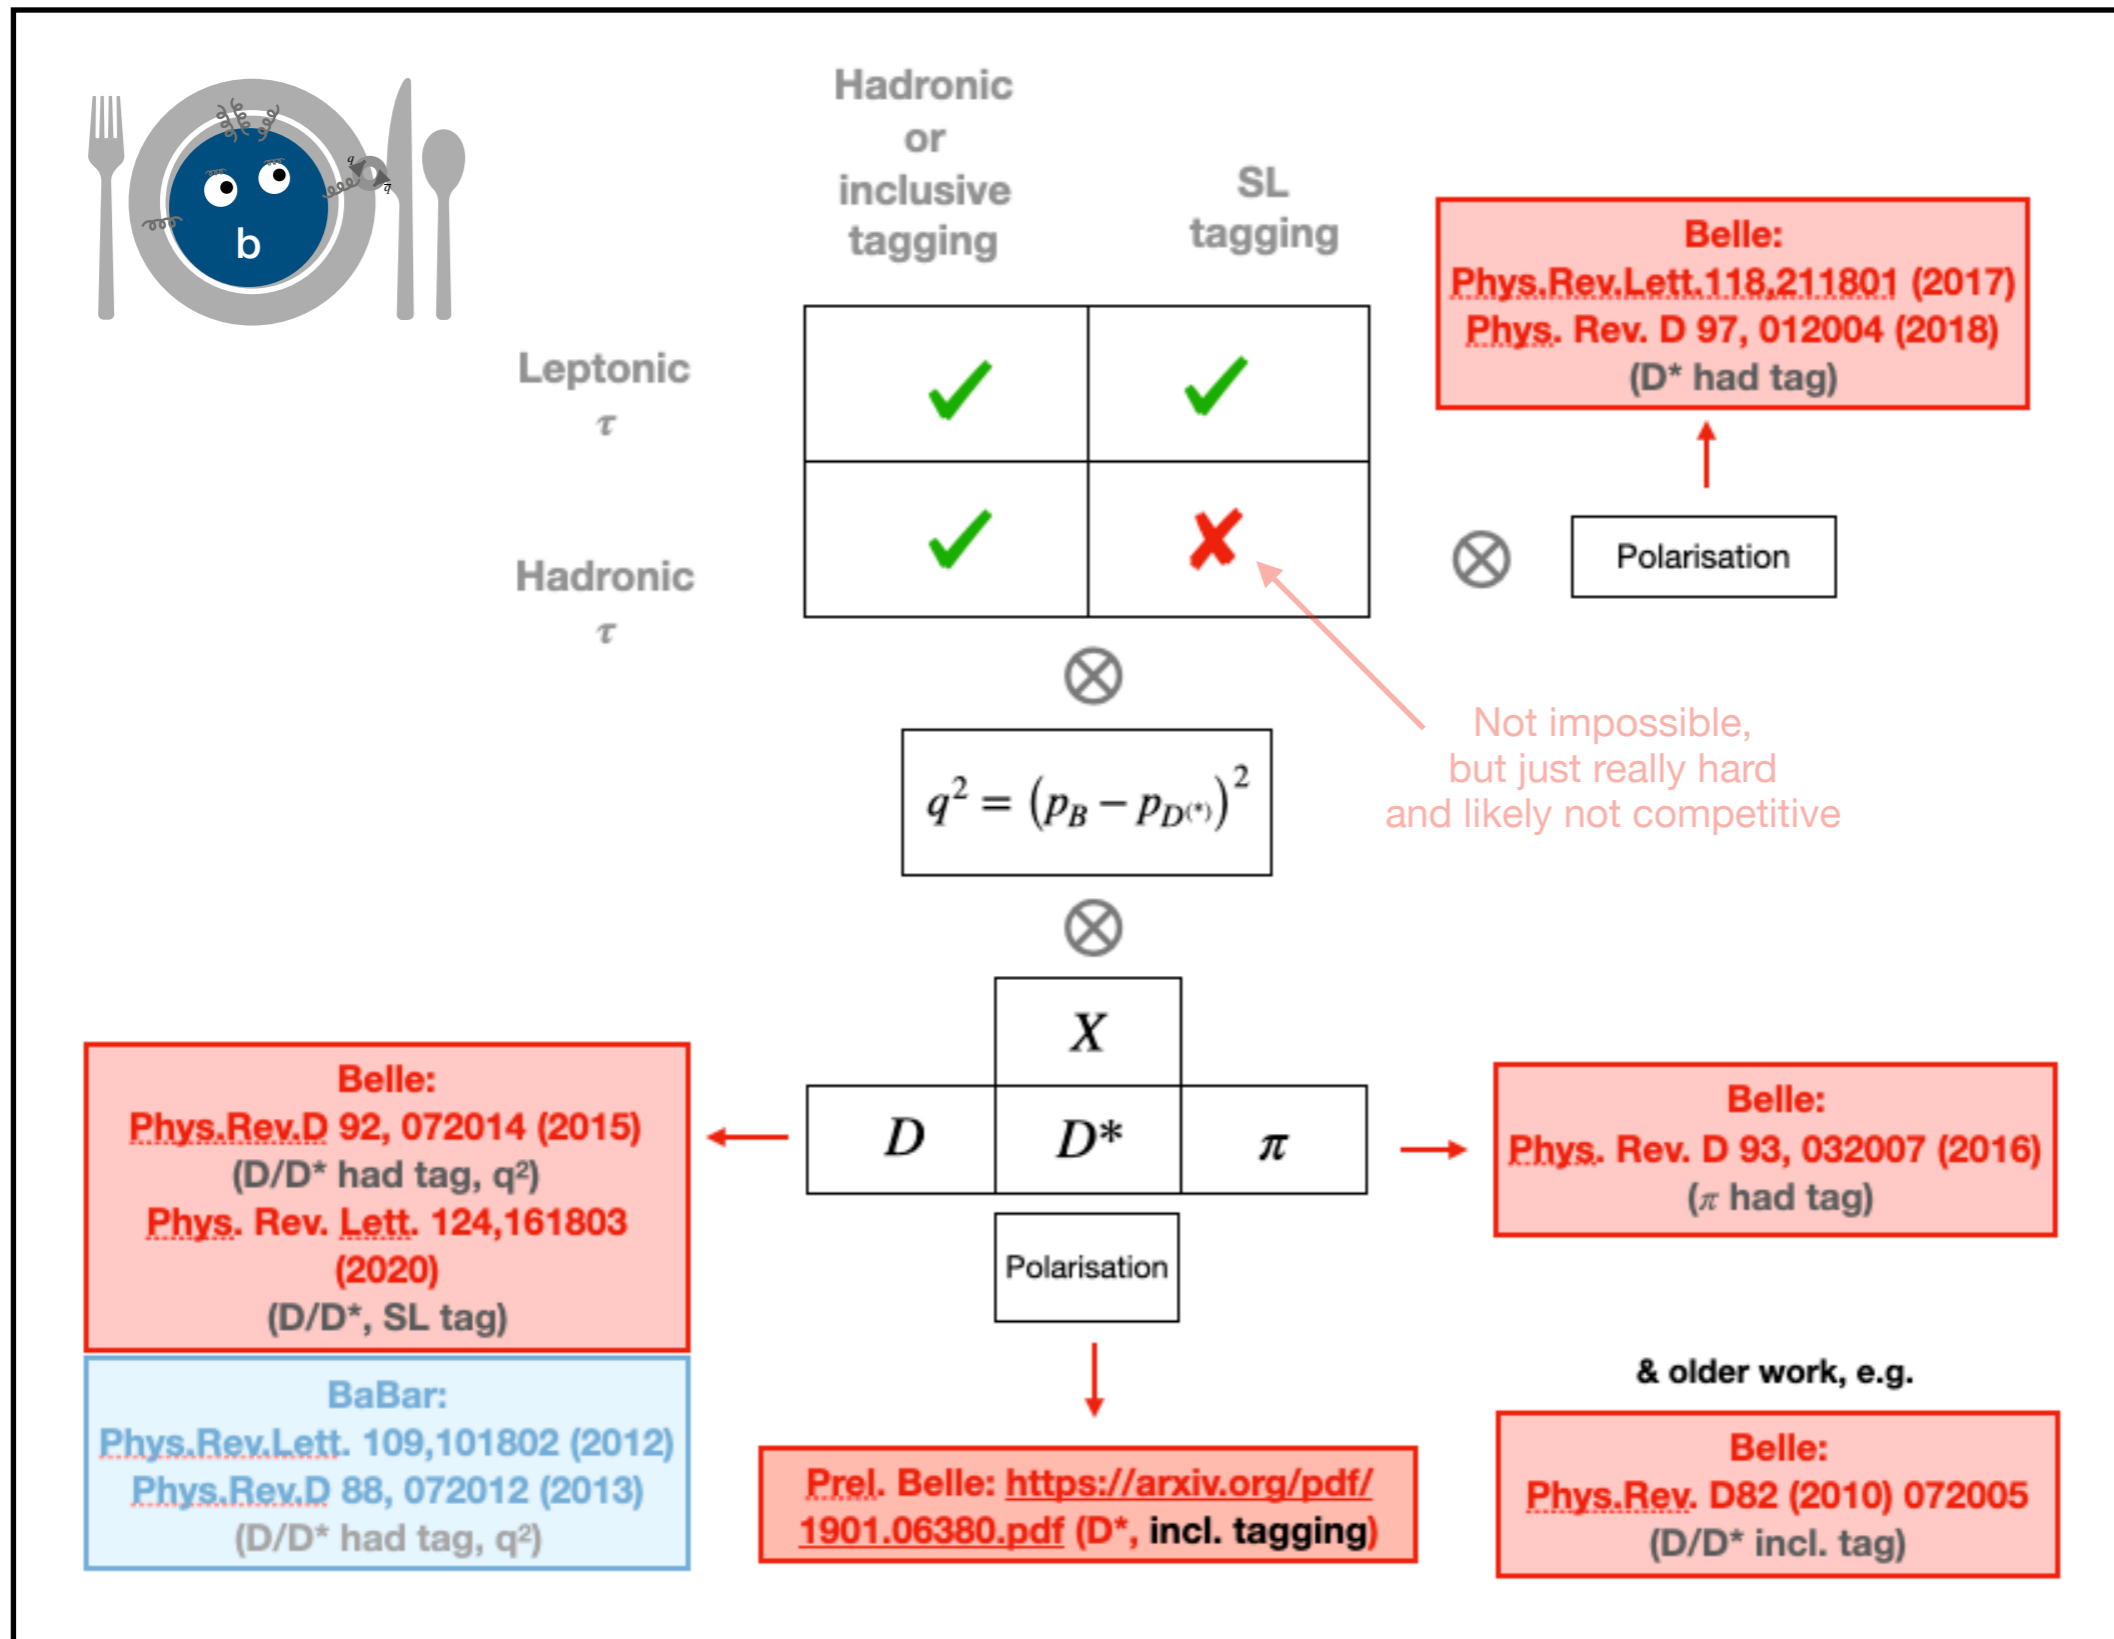 b
q
q̄
Hadronic
or
inclusive
tagging
SL
tagging
Leptonic
τ
Hadronic
τ
Belle:
Phys.Rev.Lett.118,211801 (2017)
Phys. Rev. D 97, 012004 (2018)
(D* had tag)
Polarisation
Not impossible,
but just really hard
and likely not competitive
q² = (p_B − p_{D^{(*)}})²
X
D D* π
Polarisation
Belle:
Phys.Rev.D 92, 072014 (2015)
(D/D* had tag, q²)
Phys. Rev. Lett. 124,161803
(2020)
(D/D*, SL tag)
BaBar:
Phys.Rev.Lett. 109,101802 (2012)
Phys.Rev.D 88, 072012 (2013)
(D/D* had tag, q²)
Prel. Belle: https://arxiv.org/pdf/
1901.06380.pdf (D*, incl. tagging)
Belle:
Phys. Rev. D 93, 032007 (2016)
(π had tag)
& older work, e.g.
Belle:
Phys.Rev. D82 (2010) 072005
(D/D* incl. tag)